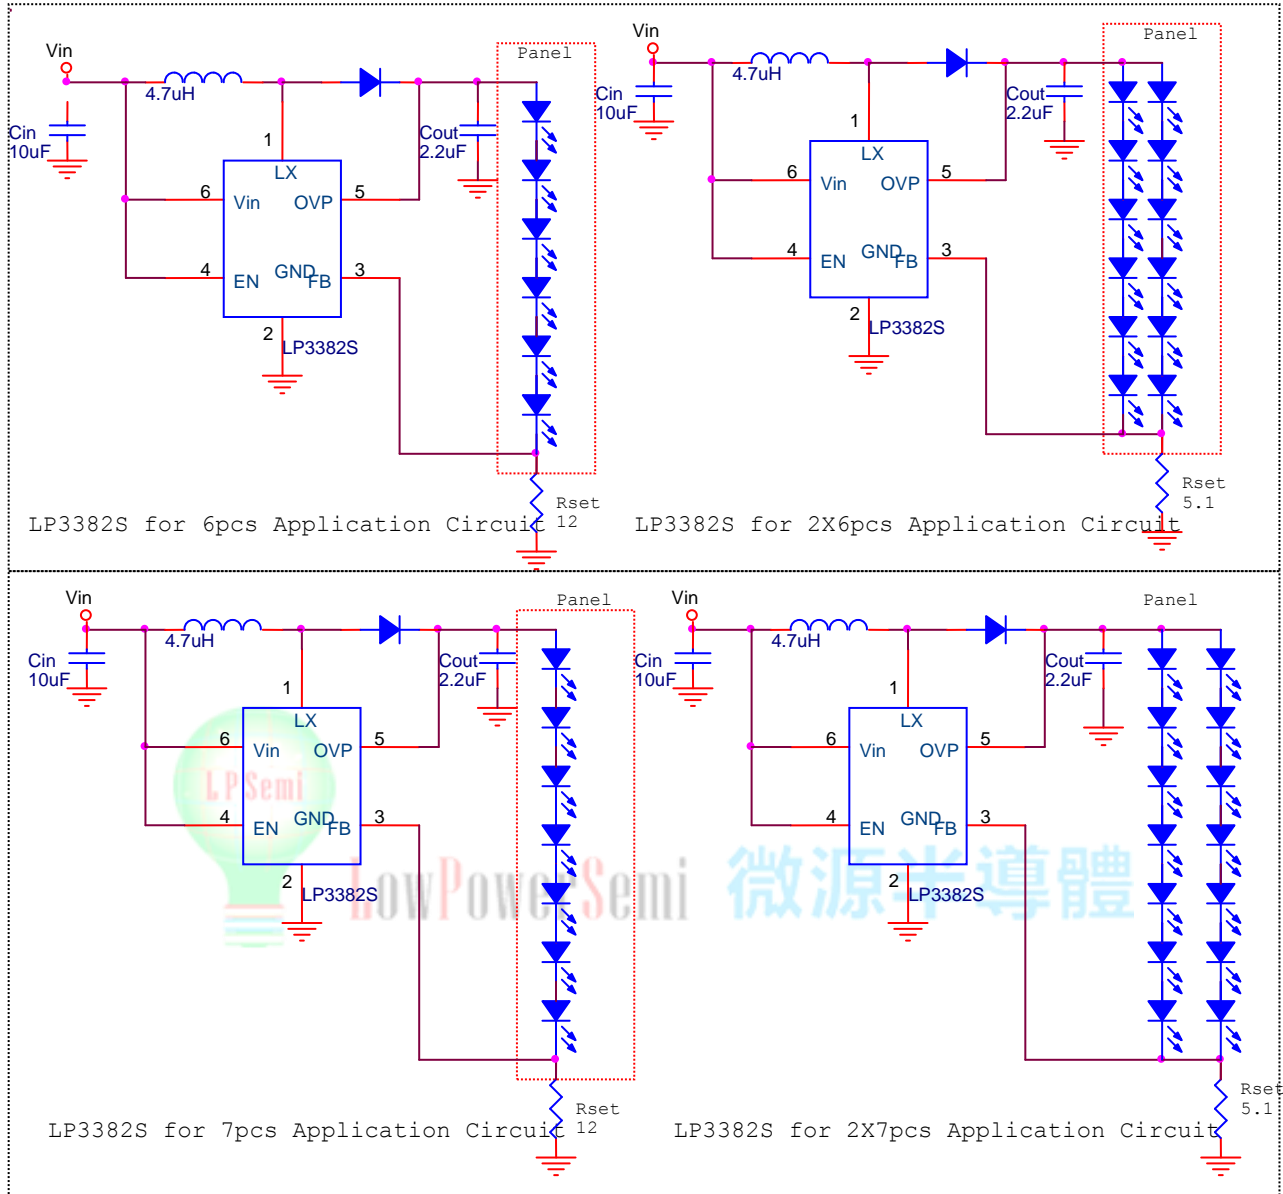 Vin
4.7uH
Cin
10uF
Cout
2.2uF
Panel
1
LX
6
Vin
OVP
5
4
EN
GND
FB
3
2
LP3382S
Rset
12
LP3382S for 6pcs Application Circuit
Vin
4.7uH
Cin
10uF
Cout
2.2uF
Panel
1
LX
6
Vin
OVP
5
4
EN
GND
FB
3
2
LP3382S
Rset
5.1
LP3382S for 2X6pcs Application Circuit
Vin
4.7uH
Cin
10uF
Cout
2.2uF
Panel
1
LX
6
Vin
OVP
5
4
EN
GND
FB
3
2
LP3382S
Rset
12
LP3382S for 7pcs Application Circuit
Vin
4.7uH
Cin
10uF
Cout
2.2uF
Panel
1
LX
6
Vin
OVP
5
4
EN
GND
FB
3
2
LP3382S
Rset
5.1
LP3382S for 2X7pcs Application Circuit
LPSemi
LowPowerSemi 微源半導體